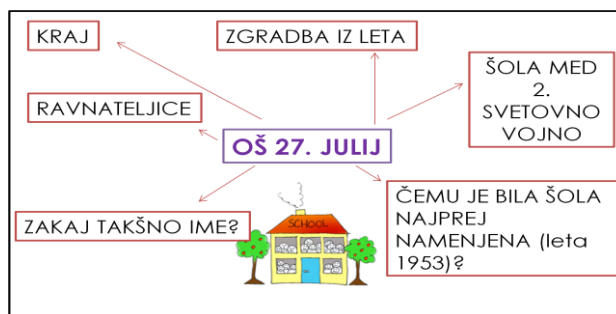 KRAJ
ZGRADBA IZ LETA
ŠOLA MED
2.
SVETOVNO
VOJNO
RAVNATELJICE
OŠ 27. JULIJ
ZAKAJ TAKŠNO IME?
ČEMU JE BILA ŠOLA
NAJPREJ
NAMENJENA (leta
1953)?
SCHOOL